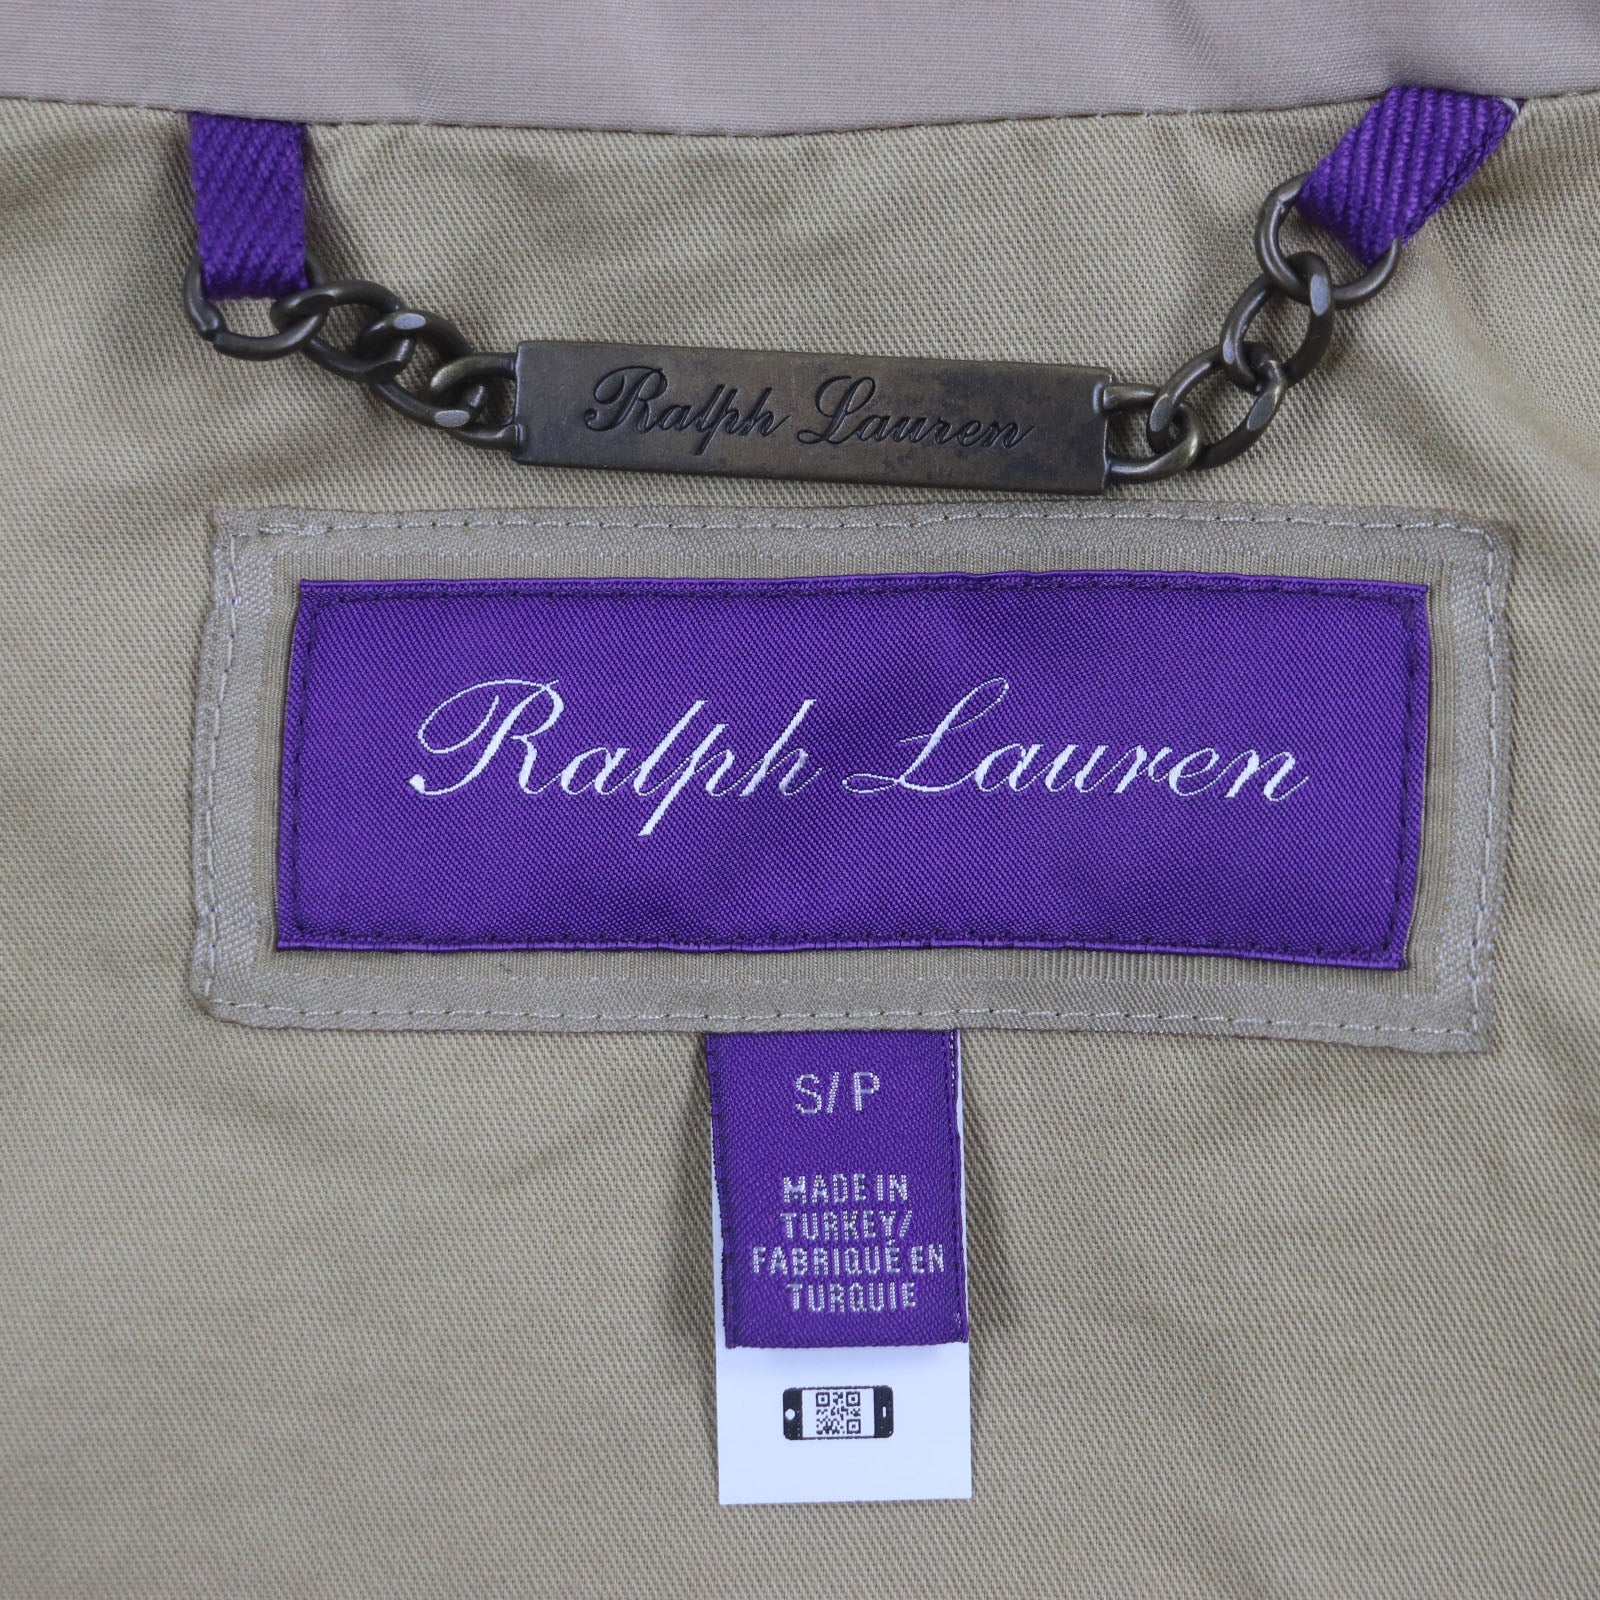 Ralph Lauren
Ralph Lauren
S/P
MADE IN
TURKEY/
FABRIQUÉ EN
TURQUIE